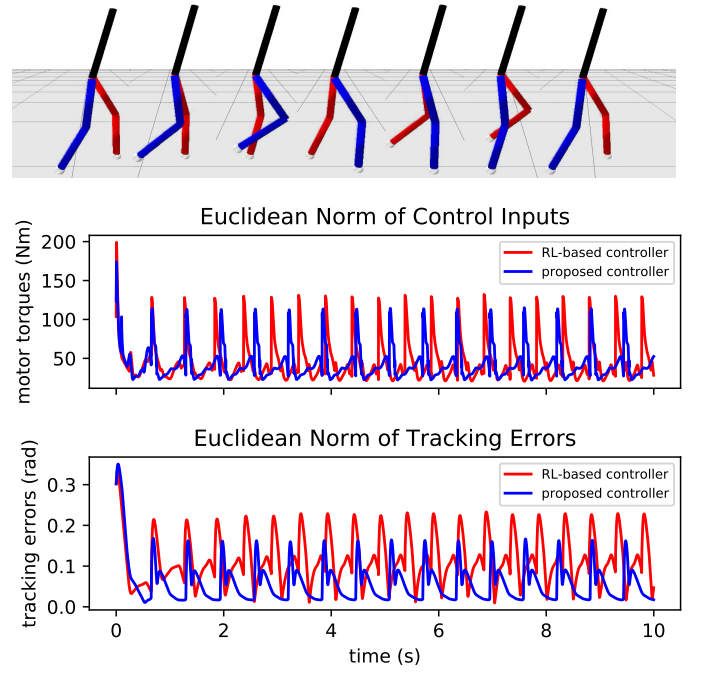 Euclidean Norm of Control Inputs
motor torques (Nm)
200
150
100
50
RL-based controller
proposed controller
Euclidean Norm of Tracking Errors
tracking errors (rad)
0.3
0.2
0.1
0.0
RL-based controller
proposed controller
0 2 4 6 8 10
time (s)